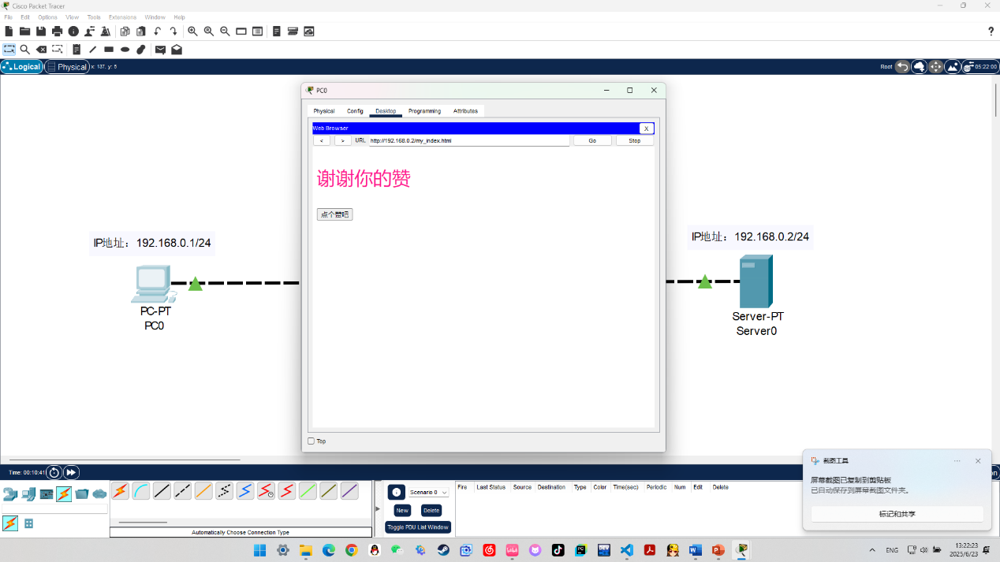 Cisco Packet Tracer
File Edit Options View Tools Extensions Window Help
?
Logical Physical x: 137, y: 5 Root 05:22:00
PC0
Physical Config Desktop Programming Attributes
Web Browser X
< > URL http://192.168.0.2/my_index.html Go Stop
谢谢你的赞
点个赞吧
IP地址：192.168.0.1/24
PC-PT
PC0
IP地址：192.168.0.2/24
Server-PT
Server0
Top
Time: 00:10:41
截图工具
屏幕截图已复制到剪贴板
已自动保存到屏幕截图文件夹。
标记和共享
Scenario 0
New Delete
Toggle PDU List Window
Fire Last Status Source Destination Type Color Time(sec) Periodic Num Edit Delete
Automatically Choose Connection Type
ENG
13:22:23
2025/6/23